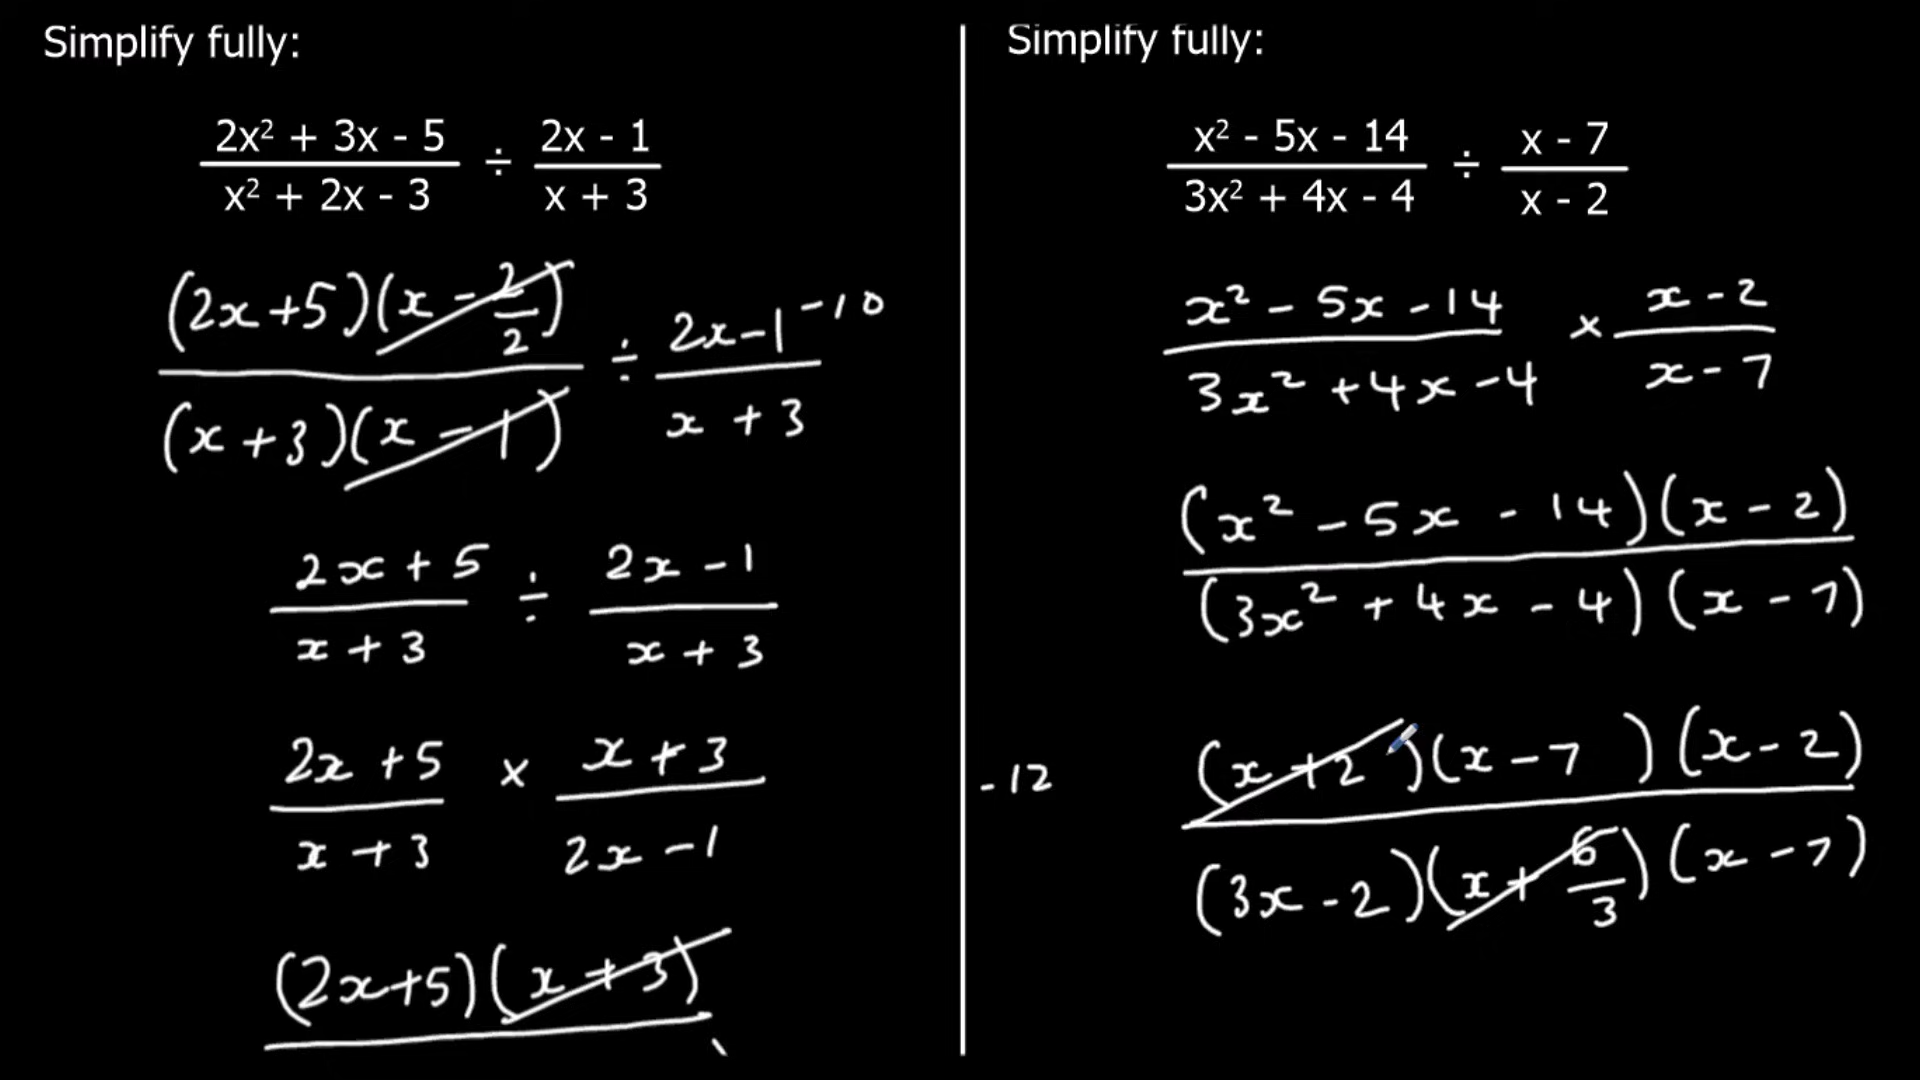 Simplify fully:
2x² + 3x - 5 ÷ 2x - 1
x² + 2x - 3 x + 3
(2x+5)(x - 2/2) ÷ 2x-1 -10
(x+3)(x - 1) x + 3
2x + 5 ÷ 2x - 1
x + 3 x + 3
2x + 5 × x + 3
x + 3 2x - 1
(2x+5)(x + 3)
Simplify fully:
x² - 5x - 14 ÷ x - 7
3x² + 4x - 4 x - 2
x² - 5x - 14 × x - 2
3x² + 4x - 4 x - 7
(x² - 5x - 14)(x - 2)
(3x² + 4x - 4)(x - 7)
-12 (x+2)(x - 7)(x - 2)
(3x - 2)(x + 6/3)(x - 7)